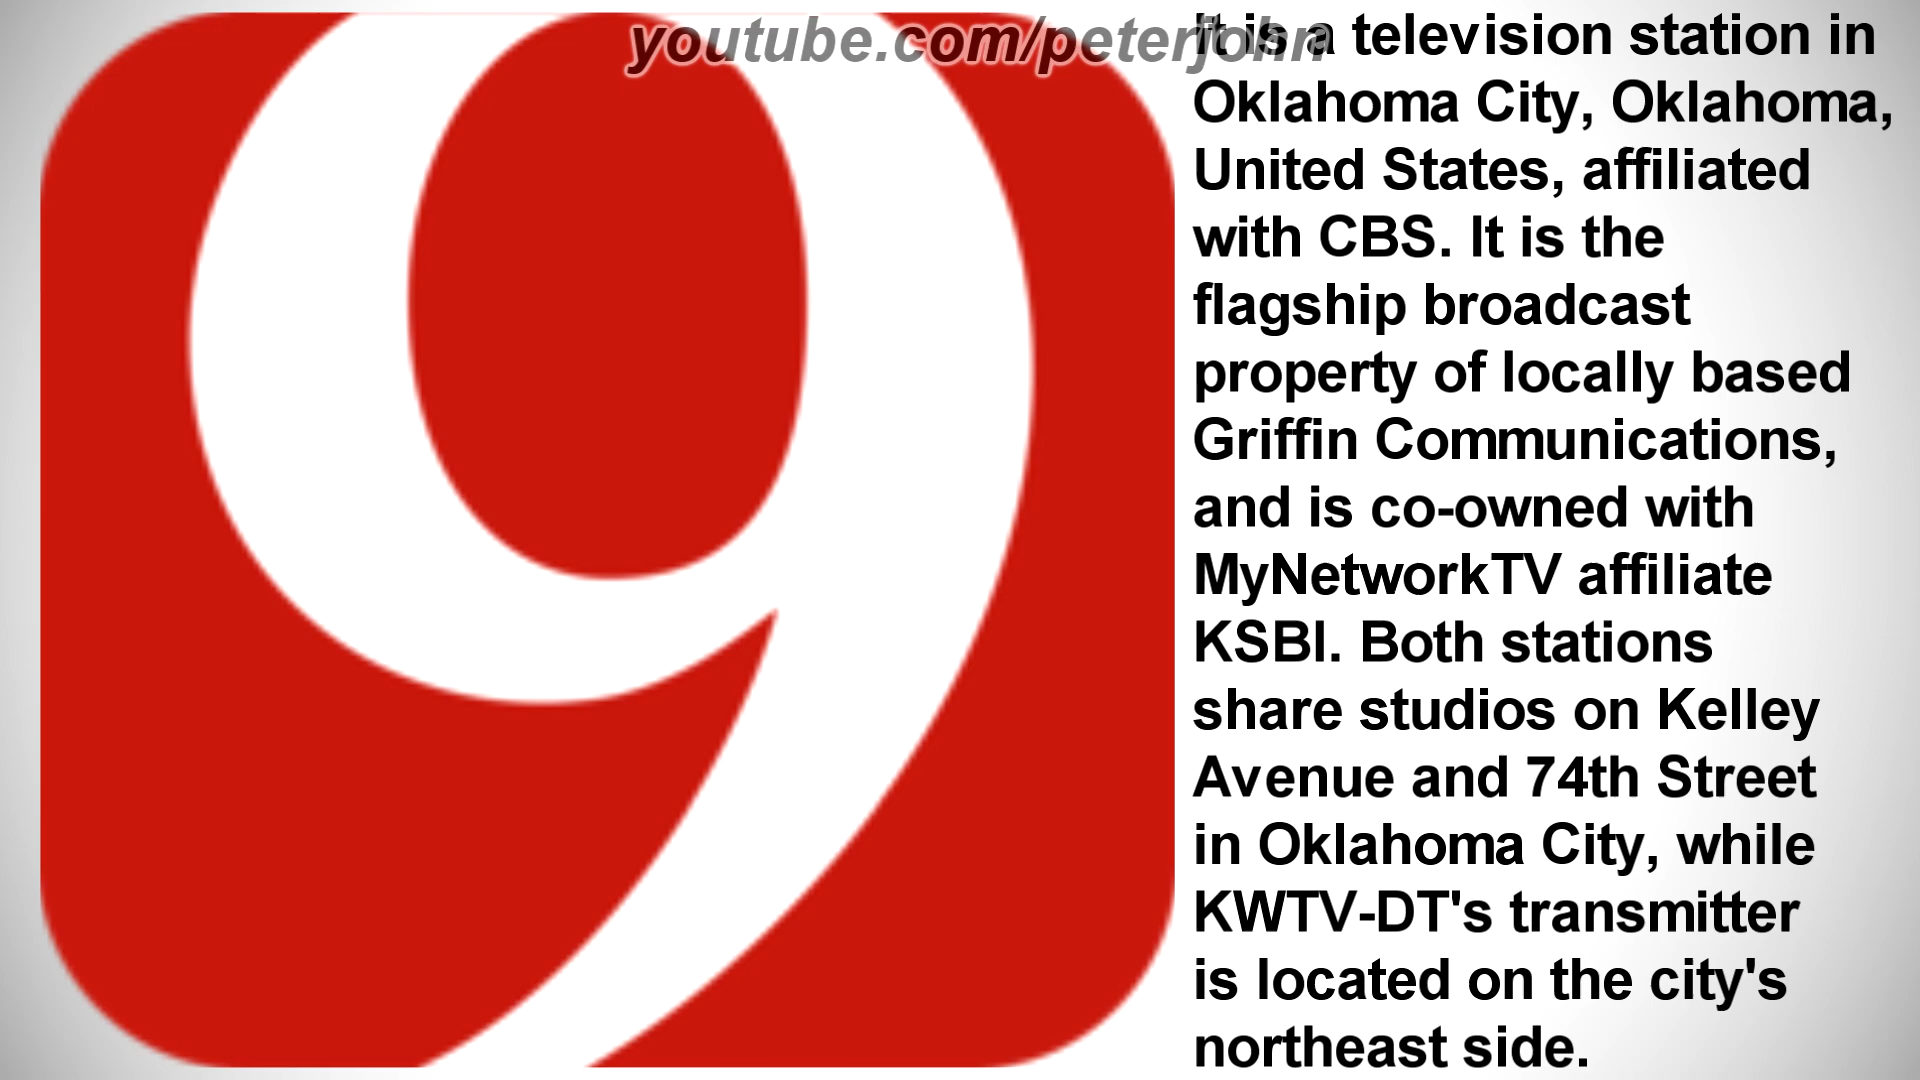 9
youtube.com/peterjohn
It is a television station in
Oklahoma City, Oklahoma,
United States, affiliated
with CBS. It is the
flagship broadcast
property of locally based
Griffin Communications,
and is co-owned with
MyNetworkTV affiliate
KSBI. Both stations
share studios on Kelley
Avenue and 74th Street
in Oklahoma City, while
KWTV-DT's transmitter
is located on the city's
northeast side.